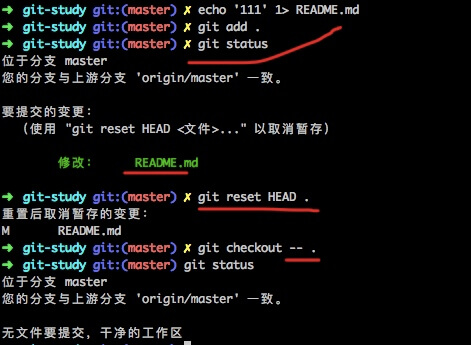 ➜ git-study git:(master) ✗ echo '111' 1> README.md
➜ git-study git:(master) ✗ git add .
➜ git-study git:(master) ✗ git status
位于分支 master
您的分支与上游分支 'origin/master' 一致。
要提交的变更：
（使用 "git reset HEAD <文件>..." 以取消暂存）
修改： README.md
➜ git-study git:(master) ✗ git reset HEAD .
重置后取消暂存的变更：
M README.md
➜ git-study git:(master) ✗ git checkout -- .
➜ git-study git:(master) git status
位于分支 master
您的分支与上游分支 'origin/master' 一致。
无文件要提交，干净的工作区